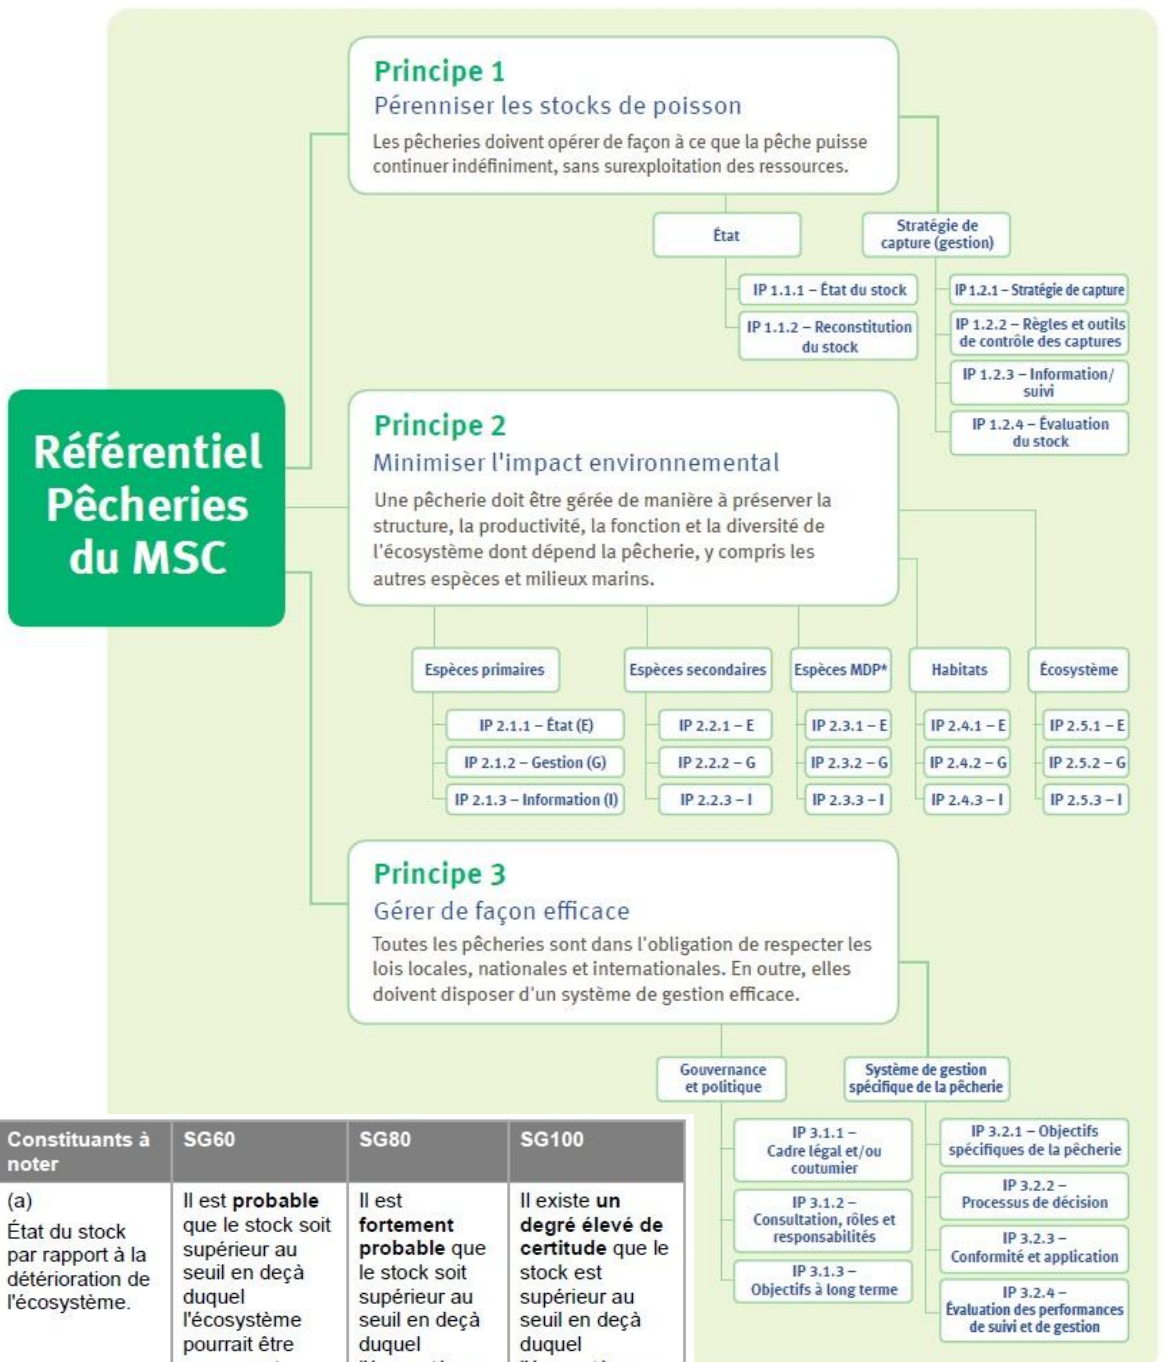 Référentiel
Pêcheries
du MSC
Principe 1
Pérenniser les stocks de poisson
Les pêcheries doivent opérer de façon à ce que la pêche puisse
continuer indéfiniment, sans surexploitation des ressources.
État
IP 1.1.1 – État du stock
IP 1.1.2 – Reconstitution
du stock
Stratégie de
capture (gestion)
IP 1.2.1 – Stratégie de capture
IP 1.2.2 – Règles et outils
de contrôle des captures
IP 1.2.3 – Information/
suivi
IP 1.2.4 – Évaluation
du stock
Principe 2
Minimiser l'impact environnemental
Une pêcherie doit être gérée de manière à préserver la
structure, la productivité, la fonction et la diversité de
l'écosystème dont dépend la pêcherie, y compris les
autres espèces et milieux marins.
Espèces primaires
IP 2.1.1 – État (E)
IP 2.1.2 – Gestion (G)
IP 2.1.3 – Information (I)
Espèces secondaires
IP 2.2.1 – E
IP 2.2.2 – G
IP 2.2.3 – I
Espèces MDP*
IP 2.3.1 – E
IP 2.3.2 – G
IP 2.3.3 – I
Habitats
IP 2.4.1 – E
IP 2.4.2 – G
IP 2.4.3 – I
Écosystème
IP 2.5.1 – E
IP 2.5.2 – G
IP 2.5.3 – I
Principe 3
Gérer de façon efficace
Toutes les pêcheries sont dans l'obligation de respecter les
lois locales, nationales et internationales. En outre, elles
doivent disposer d'un système de gestion efficace.
Gouvernance
et politique
IP 3.1.1 –
Cadre légal et/ou
coutumier
IP 3.1.2 –
Consultation, rôles et
responsabilités
IP 3.1.3 –
Objectifs à long terme
Système de gestion
spécifique de la pêcherie
IP 3.2.1 – Objectifs
spécifiques de la pêcherie
IP 3.2.2 –
Processus de décision
IP 3.2.3 –
Conformité et application
IP 3.2.4 –
Évaluation des performances
de suivi et de gestion
Constituants à
noter
SG60
SG80
SG100
(a)
État du stock
par rapport à la
détérioration de
l'écosystème.
Il est probable
que le stock soit
supérieur au
seuil en deçà
duquel
l'écosystème
pourrait être
Il est
fortement
probable que
le stock soit
supérieur au
seuil en deçà
duquel
Il existe un
degré élevé de
certitude que le
stock est
supérieur au
seuil en deçà
duquel